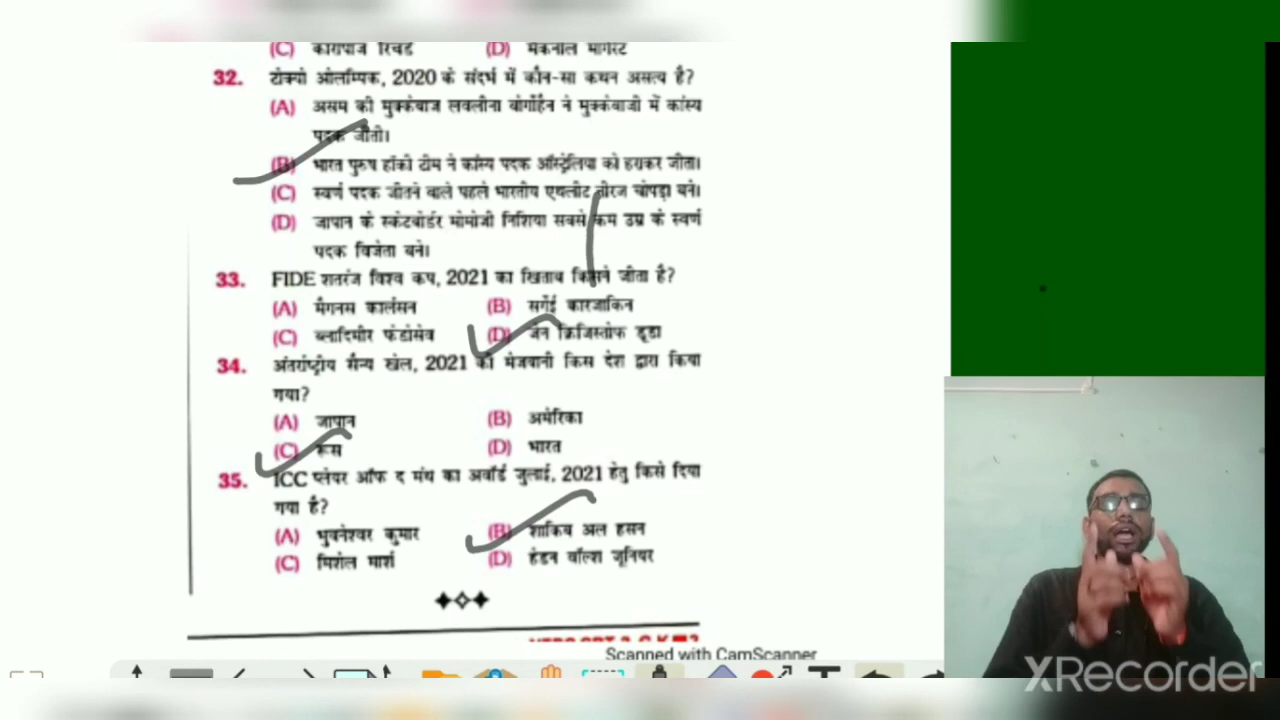 (C) कारापाज रिचर्ड (D) मैकनील मार्गरेट
32. टोक्यो ओलम्पिक, 2020 के संदर्भ में कौन-सा कथन असत्य है?
(A) असम की मुक्केबाज लवलीना बोर्गोहैन ने मुक्केबाजी में कांस्य
पदक जीती।
(B) भारत पुरुष हॉकी टीम ने कांस्य पदक ऑस्ट्रेलिया को हराकर जीता।
(C) स्वर्ण पदक जीतने वाले पहले भारतीय एथलीट नीरज चोपड़ा बने।
(D) जापान के स्केटबोर्डर मोमीजी निशिया सबसे कम उम्र के स्वर्ण
पदक विजेता बने।
33. FIDE शतरंज विश्व कप, 2021 का खिताब किसने जीता है?
(A) मैगनस कार्लसन (B) सर्गेई कारजाकिन
(C) ब्लादिमीर फेडोसेव (D) जेन क्रिजिस्तोफ डूडा
34. अंतर्राष्ट्रीय सैन्य खेल, 2021 की मेजबानी किस देश द्वारा किया
गया?
(A) जापान (B) अमेरिका
(C) रूस (D) भारत
35. ICC प्लेयर ऑफ द मंथ का अवॉर्ड जुलाई, 2021 हेतु किसे दिया
गया है?
(A) भुवनेश्वर कुमार (B) शाकिब अल हसन
(C) मिशेल मार्श (D) हेडन वॉल्श जूनियर
Scanned with CamScanner
XRecorder